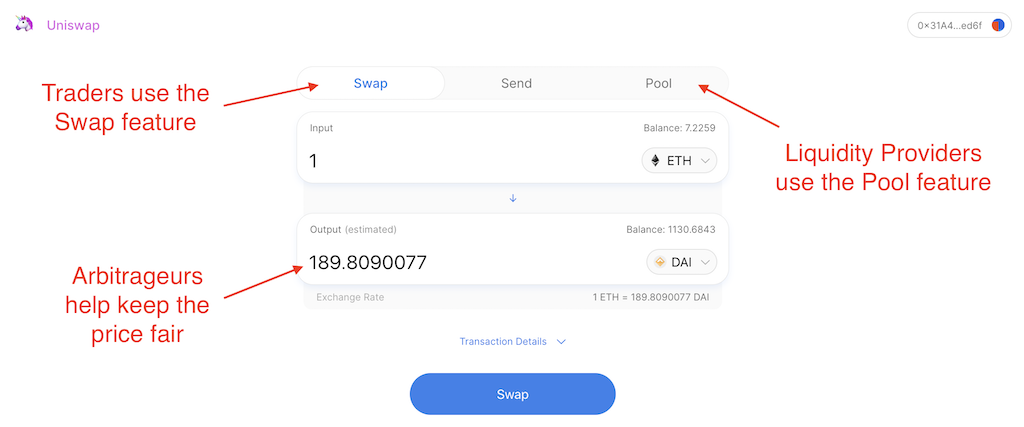 Uniswap
0×31A4...ed6f
Swap
Send
Pool
Traders use the
Swap feature
Input
Balance: 7.2259
1
ETH
Liquidity Providers
use the Pool feature
Output (estimated)
Balance: 1130.6843
189.8090077
DAI
Arbitrageurs
help keep the
price fair
Exchange Rate
1 ETH = 189.8090077 DAI
Transaction Details
Swap